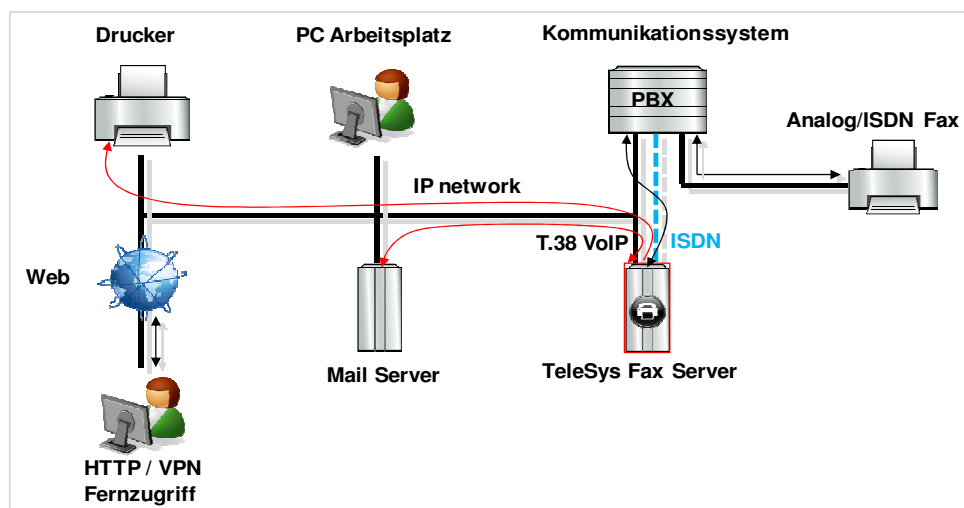 Drucker
PC Arbeitsplatz
Kommunikationssystem
PBX
Analog/ISDN Fax
IP network
T.38 VoIP
ISDN
Web
Mail Server
TeleSys Fax Server
HTTP / VPN
Fernzugriff